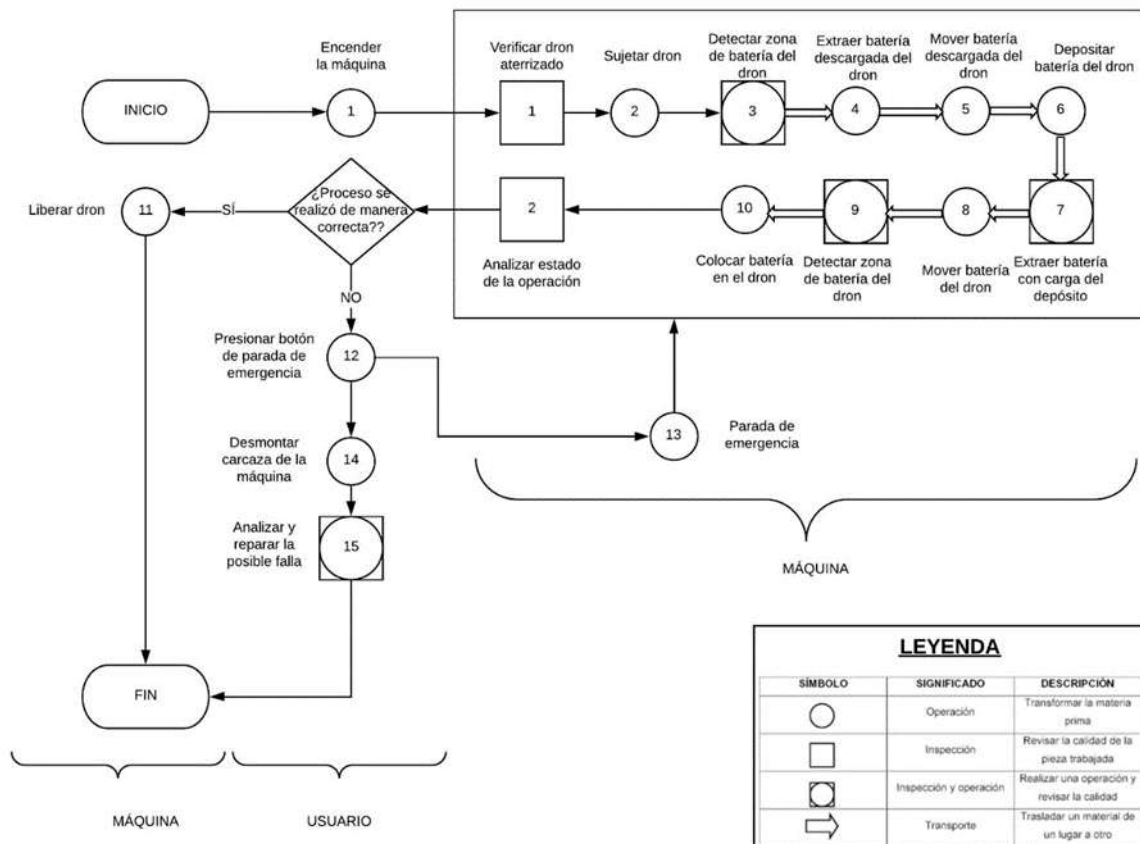 Encender
la máquina
Verificar dron
aterrizado
Sujetar dron
Detectar zona
de batería del
dron
Extraer batería
descargada del
dron
Mover batería
descargada del
dron
Depositar
batería del dron
INICIO
1
1
2
3
4
5
6
Liberar dron
11
SÍ
¿Proceso se
realizó de manera
correcta??
2
10
9
8
7
Analizar estado
de la operación
Colocar batería
en el dron
Detectar zona
de batería del
dron
Mover batería
del dron
Extraer batería
con carga del
depósito
NO
Presionar botón
de parada de
emergencia
12
13
Parada de
emergencia
Desmontar
carcaza de la
máquina
14
Analizar y
reparar la
posible falla
15
MÁQUINA
FIN
MÁQUINA
USUARIO
LEYENDA
SÍMBOLO
SIGNIFICADO
DESCRIPCIÓN
Operación
Transformar la materia
prima
Inspección
Revisar la calidad de la
pieza trabajada
Inspección y operación
Realizar una operación y
revisar la calidad
Transporte
Trasladar un material de
un lugar a otro